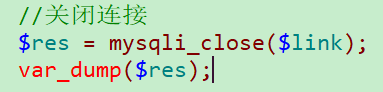 //关闭连接
$res = mysqli_close($link);
var_dump($res);